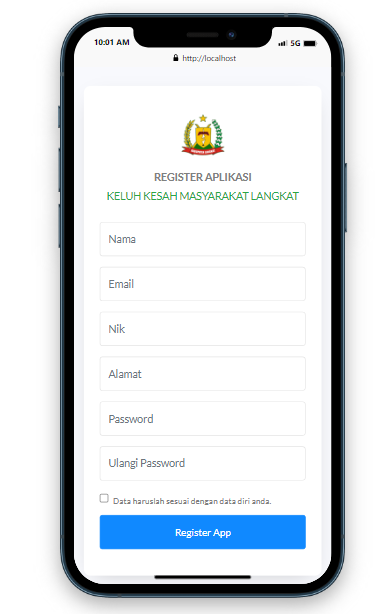 10:01 AM
5G
http://localhost
REGISTER APLIKASI
KELUH KESAH MASYARAKAT LANGKAT
Nama
Email
Nik
Alamat
Password
Ulangi Password
Data haruslah sesuai dengan data diri anda.
Register App